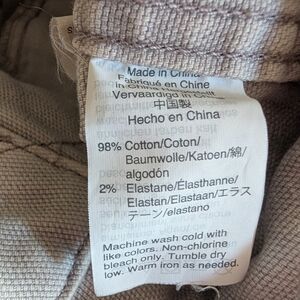 Made in China
Fabriqué en Chine
Vervaardigd in
中国製
Hecho en China
98% Cotton/Coton/
Baumwolle/Katoen/綿/
algodón
2% Elastane/Élasthanne/
Elastan/Elastaan/エラス
テーン/elastano
Machine wash cold with
like colors. Non-chlorine
bleach only. Tumble dry
low. Warm iron as needed.